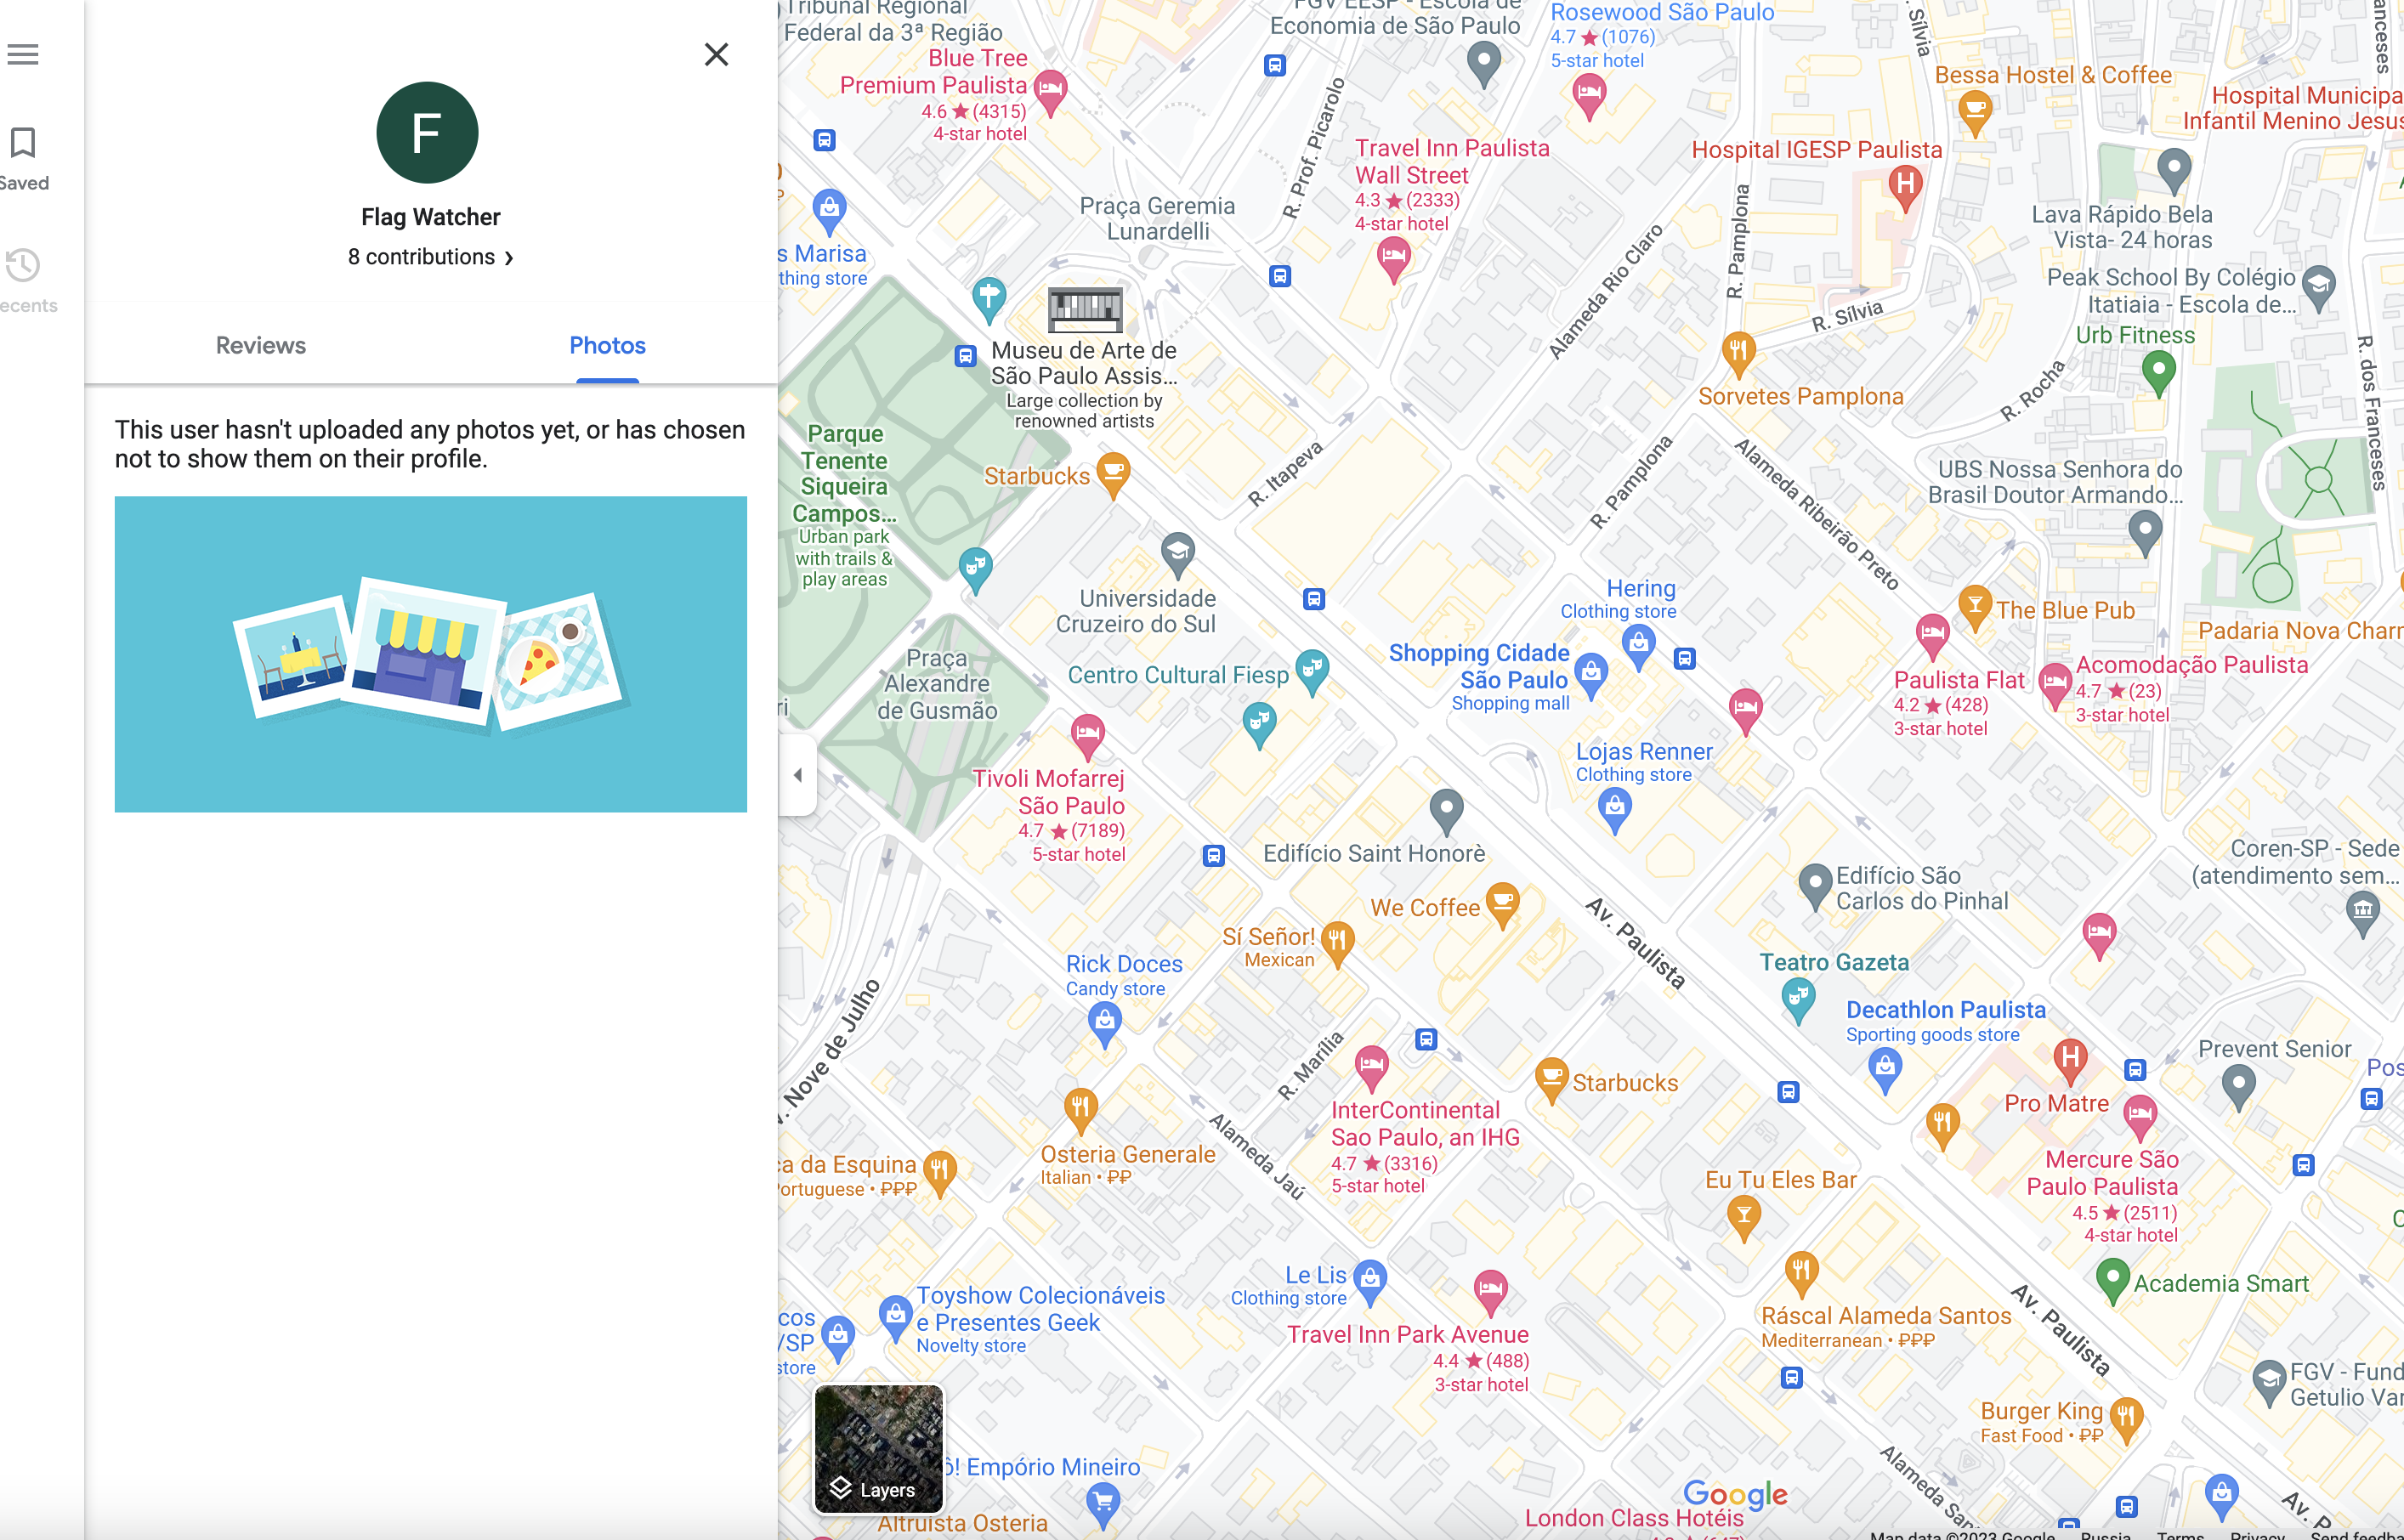 Saved
ecents
F
Flag Watcher
8 contributions ›
Reviews
Photos
This user hasn't uploaded any photos yet, or has chosen
not to show them on their profile.
Tribunal Regional
Federal da 3ª Região
FGV EESP - Escola de
Economia de São Paulo
Rosewood São Paulo
4.7 ★ (1076)
5-star hotel
R. Sílvia
anceses
Blue Tree
Premium Paulista
4.6 ★ (4315)
4-star hotel
Bessa Hostel & Coffee
Hospital Municipa
Infantil Menino Jesus
R. Prof. Picarolo
Travel Inn Paulista
Wall Street
4.3 ★ (2333)
4-star hotel
Hospital IGESP Paulista
H
s Marisa
thing store
Praça Geremia
Lunardelli
Alameda Rio Claro
R. Pamplona
Lava Rápido Bela
Vista- 24 horas
Peak School By Colégio
Itatiaia - Escola de...
R. Sílvia
Urb Fitness
R. dos Franceses
Museu de Arte de
São Paulo Assis...
Large collection by
renowned artists
Sorvetes Pamplona
R. Rocha
Parque
Tenente
Siqueira
Campos...
Urban park
with trails &
play areas
Starbucks
R. Itapeva
R. Pamplona
Alameda Ribeirão Preto
UBS Nossa Senhora do
Brasil Doutor Armando...
Universidade
Cruzeiro do Sul
Hering
Clothing store
The Blue Pub
Padaria Nova Charm
Praça
Alexandre
de Gusmão
Centro Cultural Fiesp
Shopping Cidade
São Paulo
Shopping mall
Paulista Flat
4.2 ★ (428)
3-star hotel
Acomodação Paulista
4.7 ★ (23)
3-star hotel
ri
Tivoli Mofarrej
São Paulo
4.7 ★ (7189)
5-star hotel
Lojas Renner
Clothing store
Edifício Saint Honorè
Coren-SP - Sede
(atendimento sem...
Edifício São
Carlos do Pinhal
We Coffee
Av. Paulista
Sí Señor!
Mexican
Rick Doces
Candy store
Teatro Gazeta
Decathlon Paulista
Sporting goods store
. Nove de Julho
R. Marília
Prevent Senior
Pos
H
Pro Matre
Starbucks
InterContinental
Sao Paulo, an IHG
4.7 ★ (3316)
5-star hotel
Osteria Generale
Italian • ₽₽
Alameda Jaú
ca da Esquina
Portuguese • ₽₽₽
Mercure São
Paulo Paulista
4.5 ★ (2511)
4-star hotel
Eu Tu Eles Bar
Le Lis
Clothing store
Academia Smart
Toyshow Colecionáveis
e Presentes Geek
Novelty store
cos
/SP
store
Ráscal Alameda Santos
Mediterranean • ₽₽₽
Av. Paulista
Travel Inn Park Avenue
4.4 ★ (488)
3-star hotel
FGV - Fund
Getulio Var
Burger King
Fast Food • ₽₽
ô! Empório Mineiro
Layers
Alameda San
Google
Altruista Osteria
London Class Hotéis
Av. P
Map data ©2023 Google
Russia
Terms
Privacy
Send feedba